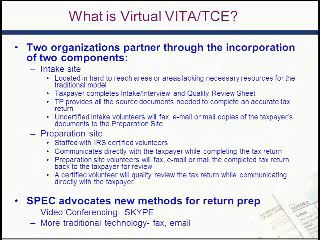 What is Virtual VITA/TCE?
• Two organizations partner through the incorporation
of two components:
– Intake site
• Located in hard to reach areas or areas lacking necessary resources for the
traditional model
• Taxpayer completes Intake/Interview and Quality Review Sheet
• TP provides all the source documents needed to complete an accurate tax
return
• Uncertified intake volunteers will fax, e-mail or mail copies of the taxpayer's
documents to the Preparation Site
– Preparation site
• Staffed with IRS certified volunteers
• Communicates directly with the taxpayer while completing the tax return
• Preparation site volunteers will fax, e-mail or mail the completed tax return
back to the taxpayer for review
• A certified volunteer will quality review the tax return while communicating
directly with the taxpayer
• SPEC advocates new methods for return prep
Video Conferencing SKYPE
– More traditional technology- fax, email